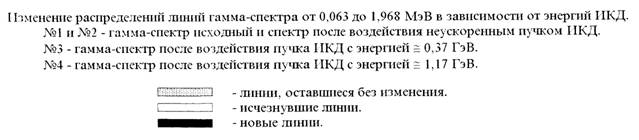 Изменение распределений линий гамма-спектра от 0,063 до 1,968 МэВ в зависимости от энергий ИКД.
№1 и №2 - гамма-спектр исходный и спектр после воздействия неускоренным пучком ИКД.
№3 - гамма-спектр после воздействия пучка ИКД с энергией ≅ 0,37 ГэВ.
№4 - гамма-спектр после воздействия пучка ИКД с энергией ≅ 1,17 ГэВ.
- линии, оставшиеся без изменения.
- исчезнувшие линии.
- новые линии.